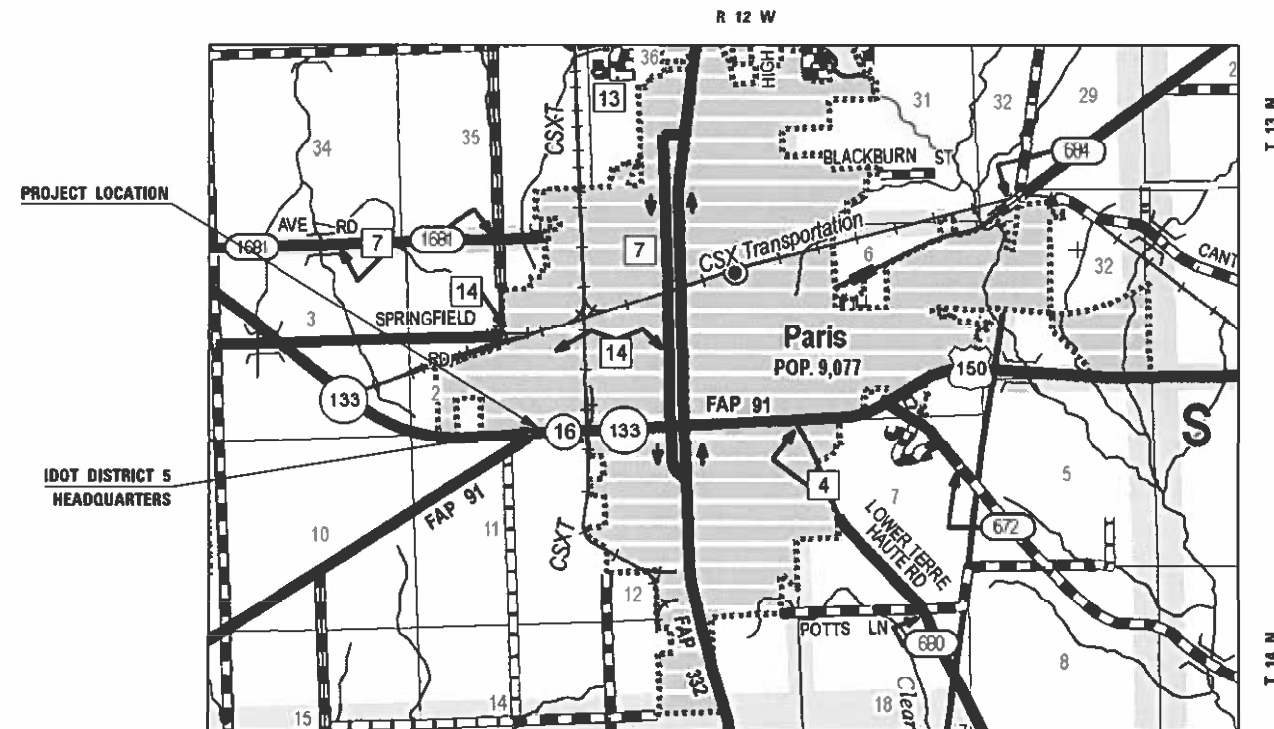 R 12 W
36
HIGH
13
31
32
29
2
T 13 N
34
35
CSXT
BLACKBURN ST
684
PROJECT LOCATION
AVE RD
1681
7
1681
7
CSX Transportation
6
32
CANT
14
3
SPRINGFIELD
RD
14
Paris
POP. 9,077
150
133
2
FAP 91
16
133
S
IDOT DISTRICT 5
HEADQUARTERS
FAP 91
10
11
CSXT
4
7
5
LOWER TERRE
HAUTE RD
672
12
FAP 332
POTTS LN
680
8
T 14 N
15
14
18
Clear